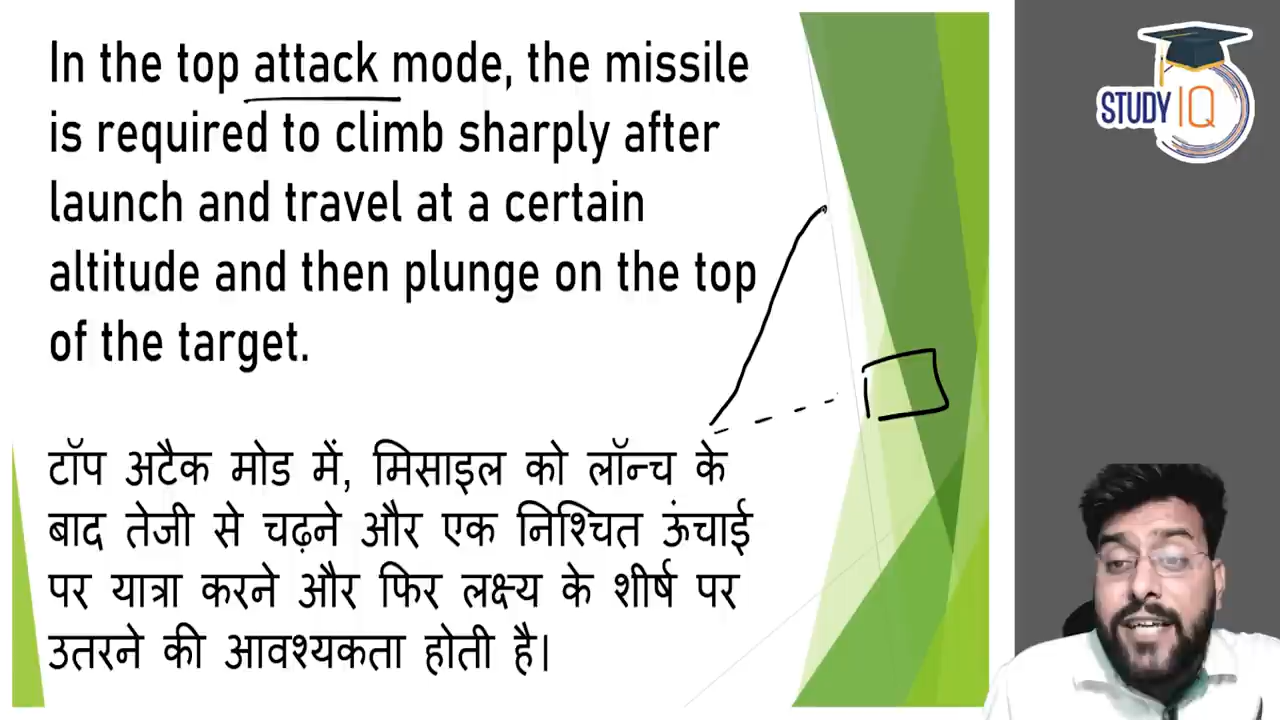 In the top attack mode, the missile
is required to climb sharply after
launch and travel at a certain
altitude and then plunge on the top
of the target.
टॉप अटैक मोड में, मिसाइल को लॉन्च के
बाद तेजी से चढ़ने और एक निश्चित ऊंचाई
पर यात्रा करने और फिर लक्ष्य के शीर्ष पर
उतरने की आवश्यकता होती है।
STUDY IQ